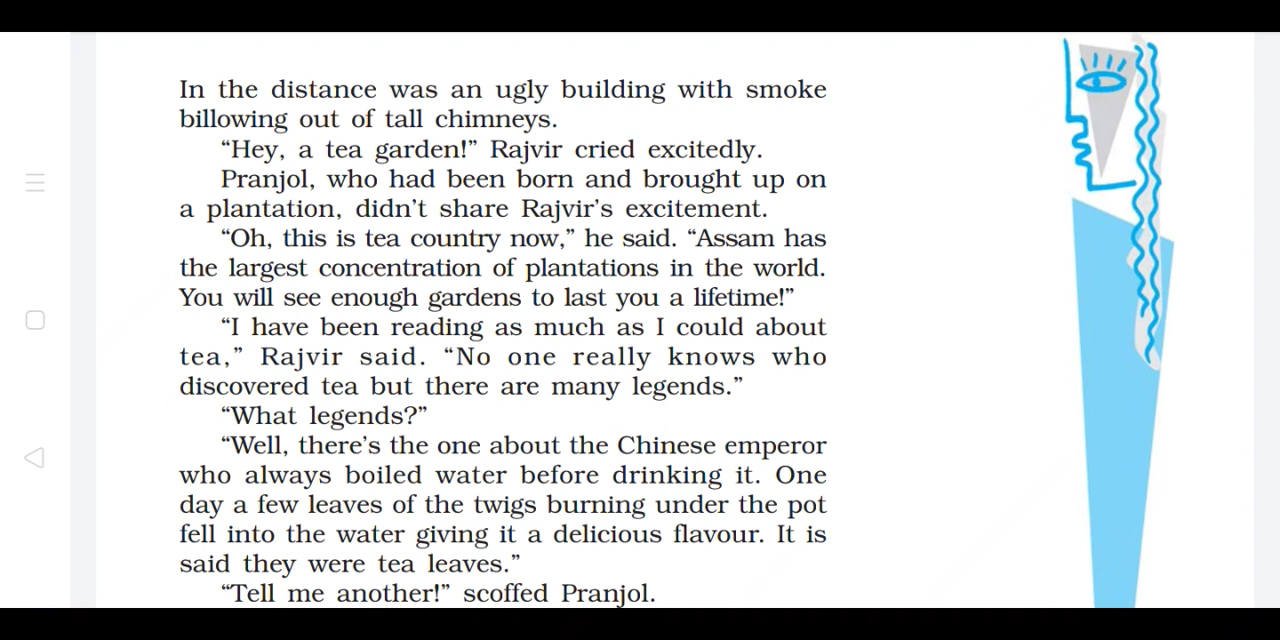 In the distance was an ugly building with smoke
billowing out of tall chimneys.
“Hey, a tea garden!” Rajvir cried excitedly.
Pranjol, who had been born and brought up on
a plantation, didn’t share Rajvir’s excitement.
“Oh, this is tea country now,” he said. “Assam has
the largest concentration of plantations in the world.
You will see enough gardens to last you a lifetime!”
“I have been reading as much as I could about
tea,” Rajvir said. “No one really knows who
discovered tea but there are many legends.”
“What legends?”
“Well, there’s the one about the Chinese emperor
who always boiled water before drinking it. One
day a few leaves of the twigs burning under the pot
fell into the water giving it a delicious flavour. It is
said they were tea leaves.”
“Tell me another!” scoffed Pranjol.